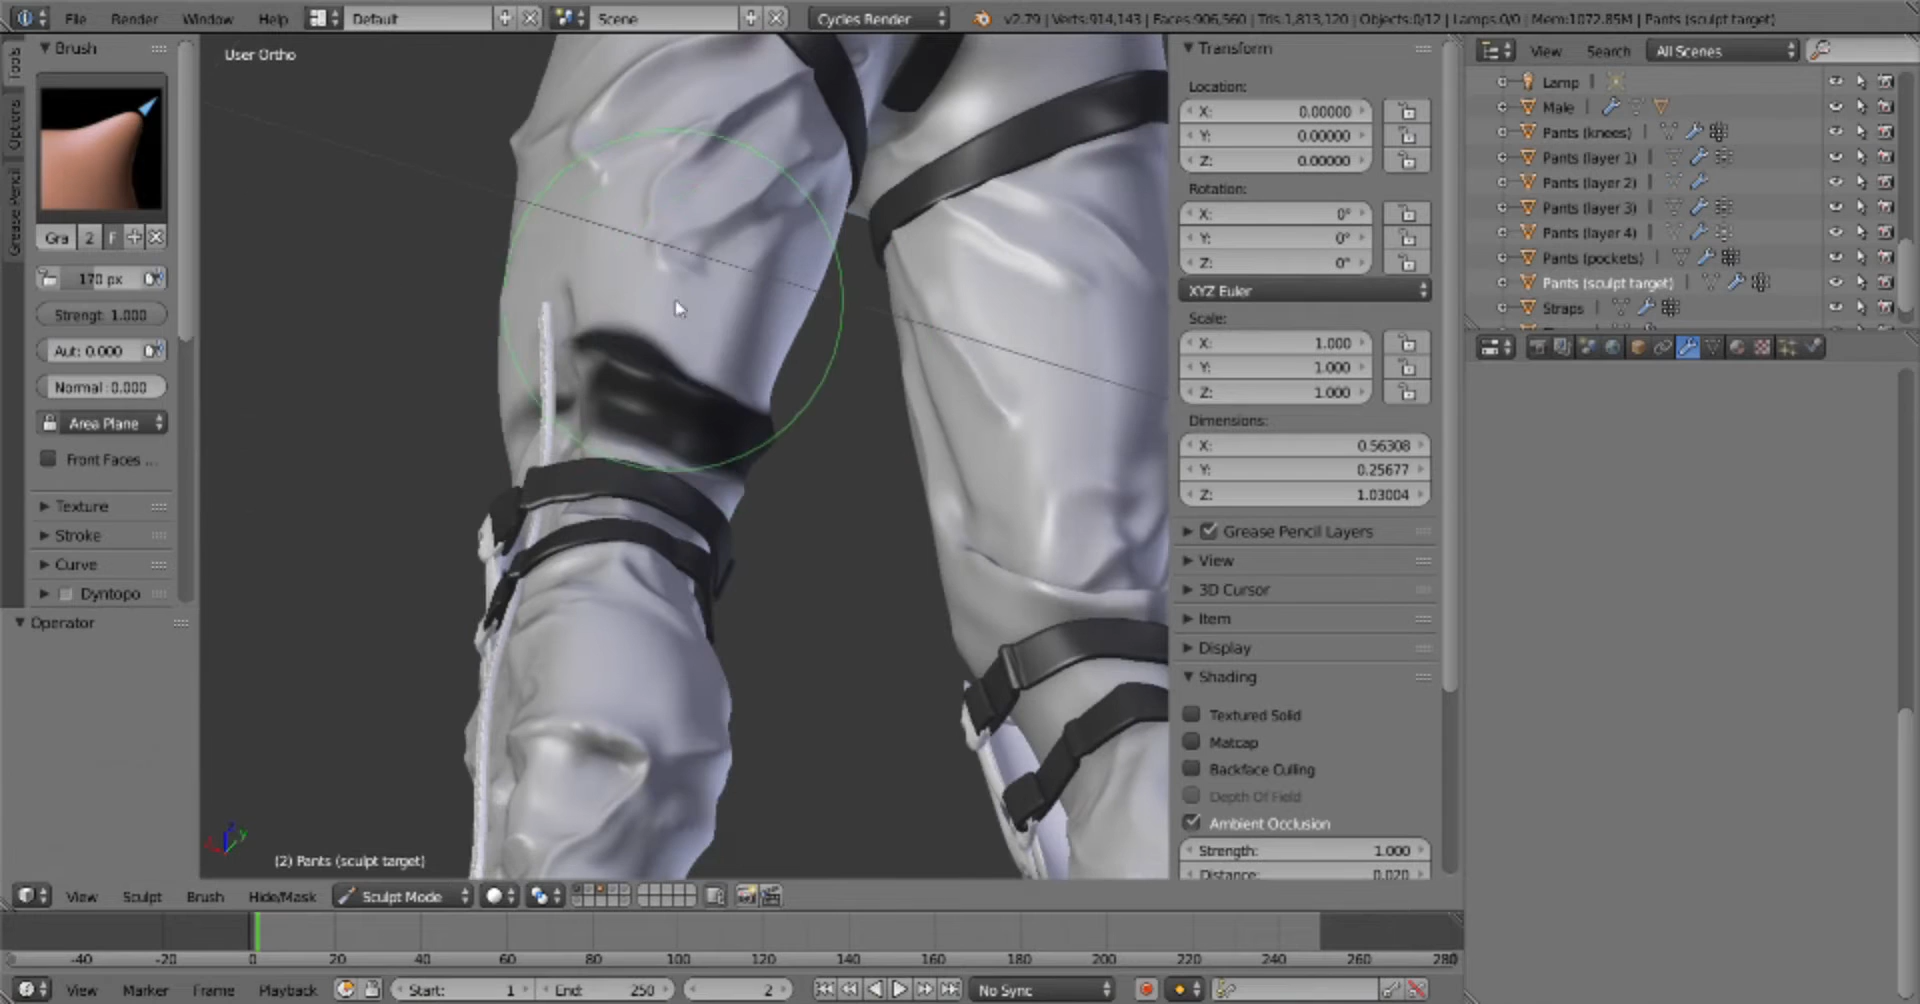 File Render Window Help Default Scene Cycles Render v2.79 | Verts:914,143 | Faces:906,560 | Tris:1,813,120 | Objects:0/12 | Lamps:0/0 | Mem:1072.85M | Pants (sculpt target)
Tools
Options
Grease Pencil
Brush
Gra 2 F
170 px
Strengt: 1.000
Aut: 0.000
Normal: 0.000
Area Plane
Front Faces ...
Texture
Stroke
Curve
Dyntopo
Operator
User Ortho
(2) Pants (sculpt target)
Transform
Location:
X: 0.00000
Y: 0.00000
Z: 0.00000
Rotation:
X: 0°
Y: 0°
Z: 0°
XYZ Euler
Scale:
X: 1.000
Y: 1.000
Z: 1.000
Dimensions:
X: 0.56308
Y: 0.25677
Z: 1.03004
Grease Pencil Layers
View
3D Cursor
Item
Display
Shading
Textured Solid
Matcap
Backface Culling
Depth Of Field
Ambient Occlusion
Strength: 1.000
Distance: 0.020
View Search All Scenes
Lamp
Male
Pants (knees)
Pants (layer 1)
Pants (layer 2)
Pants (layer 3)
Pants (layer 4)
Pants (pockets)
Pants (sculpt target)
Straps
View Sculpt Brush Hide/Mask Sculpt Mode
-40 -20 0 20 40 60 80 100 120 140 160 180 200 220 240 260 280
View Marker Frame Playback Start: 1 End: 250 2 No Sync